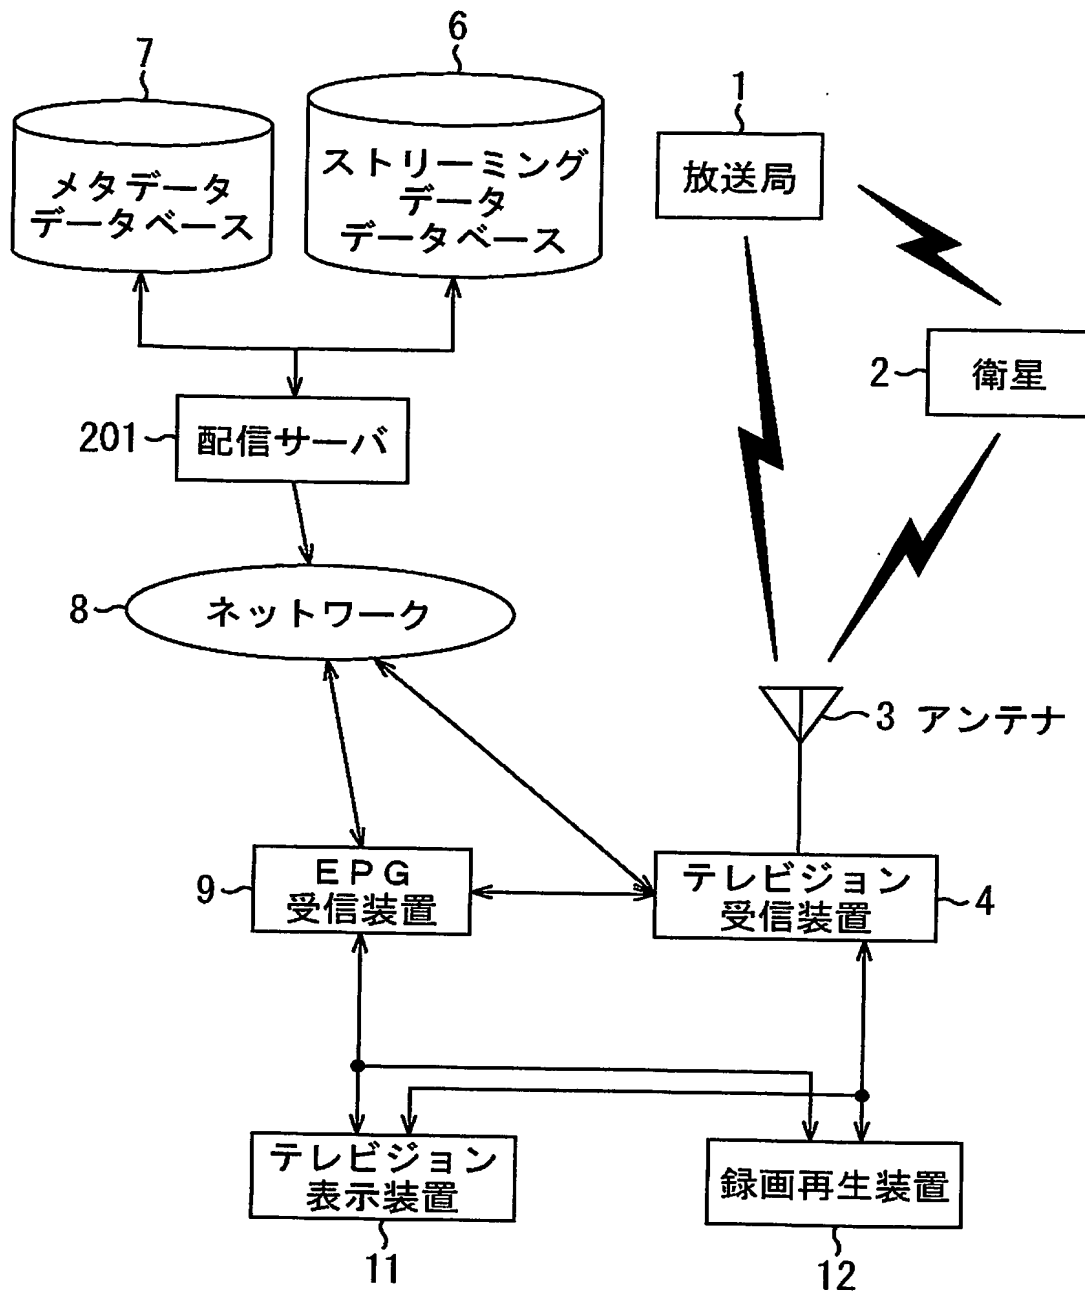 7
6
1
メタデータ
データベース
ストリーミング
データ
データベース
放送局
2
衛星
201
配信サーバ
8
ネットワーク
3 アンテナ
9
EPG
受信装置
テレビジョン
受信装置
4
テレビジョン
表示装置
録画再生装置
11
12